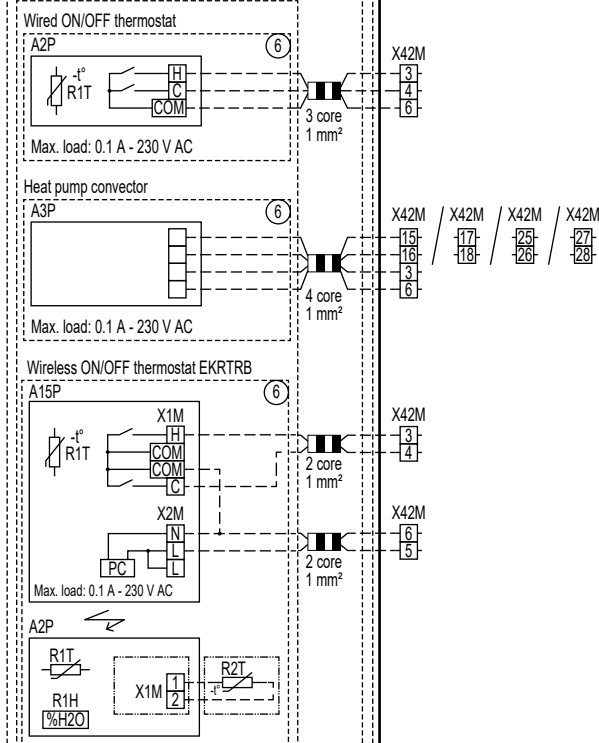 Wired ON/OFF thermostat
A2P
6
X42M
-t°
R1T
H
C
COM
3
4
6
3 core
1 mm²
Max. load: 0.1 A - 230 V AC
Heat pump convector
A3P
6
X42M / X42M / X42M / X42M
15 17 25 27
16 18 26 28
3
6
4 core
1 mm²
Max. load: 0.1 A - 230 V AC
Wireless ON/OFF thermostat EKRTRB
A15P
6
X1M
X42M
-t°
R1T
H
COM
COM
C
3
4
2 core
1 mm²
X2M
X42M
N
L
L
PC
6
5
2 core
1 mm²
Max. load: 0.1 A - 230 V AC
A2P
R1T
R2T
X1M
1
2
-t°
R1H
%H2O